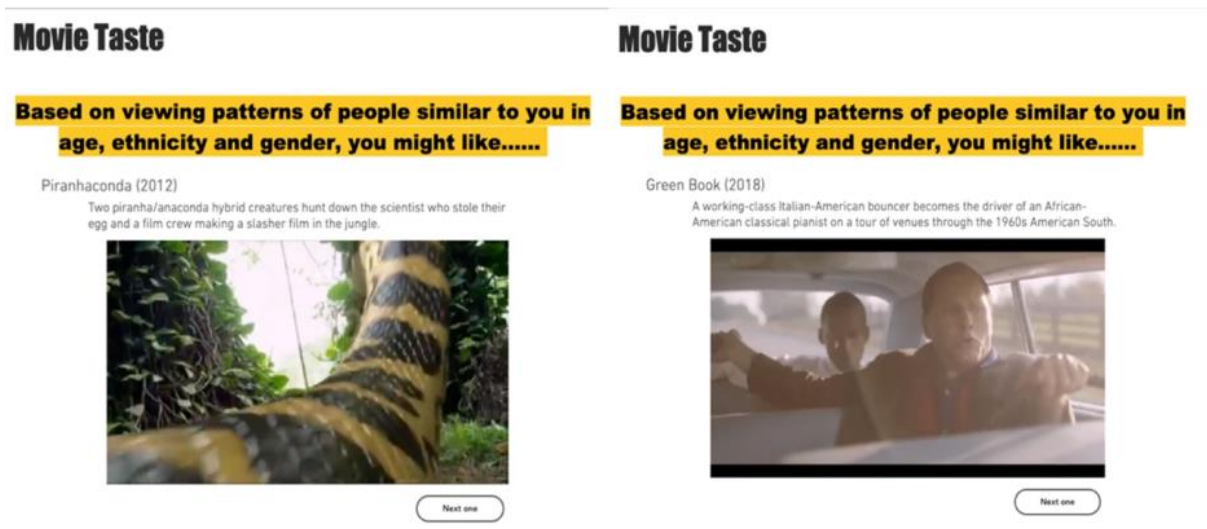 Movie Taste
Based on viewing patterns of people similar to you in
age, ethnicity and gender, you might like......
Piranhaconda (2012)
Two piranha/anaconda hybrid creatures hunt down the scientist who stole their
egg and a film crew making a slasher film in the jungle.
Next one
Movie Taste
Based on viewing patterns of people similar to you in
age, ethnicity and gender, you might like......
Green Book (2018)
A working-class Italian-American bouncer becomes the driver of an African-
American classical pianist on a tour of venues through the 1960s American South.
Next one